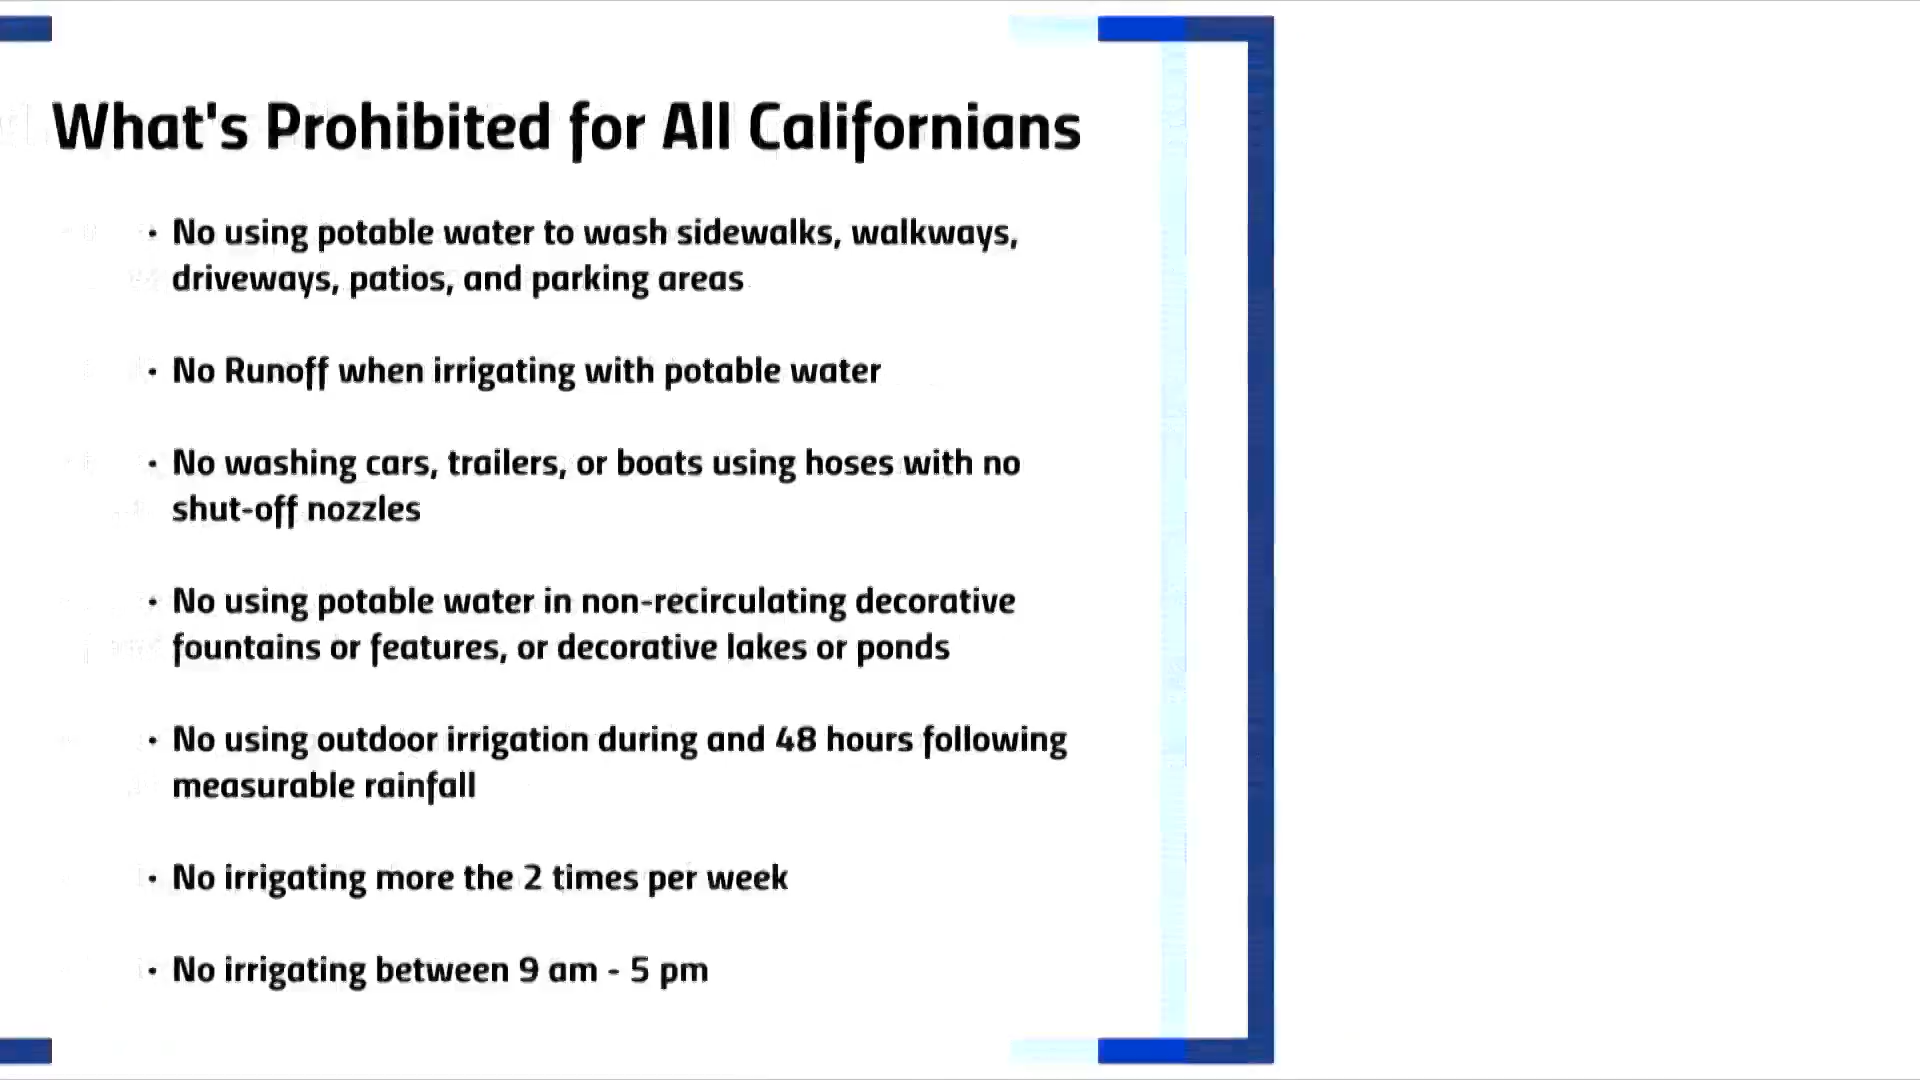 What's Prohibited for All Californians
• No using potable water to wash sidewalks, walkways,
driveways, patios, and parking areas
• No Runoff when irrigating with potable water
• No washing cars, trailers, or boats using hoses with no
shut-off nozzles
• No using potable water in non-recirculating decorative
fountains or features, or decorative lakes or ponds
• No using outdoor irrigation during and 48 hours following
measurable rainfall
• No irrigating more the 2 times per week
• No irrigating between 9 am - 5 pm